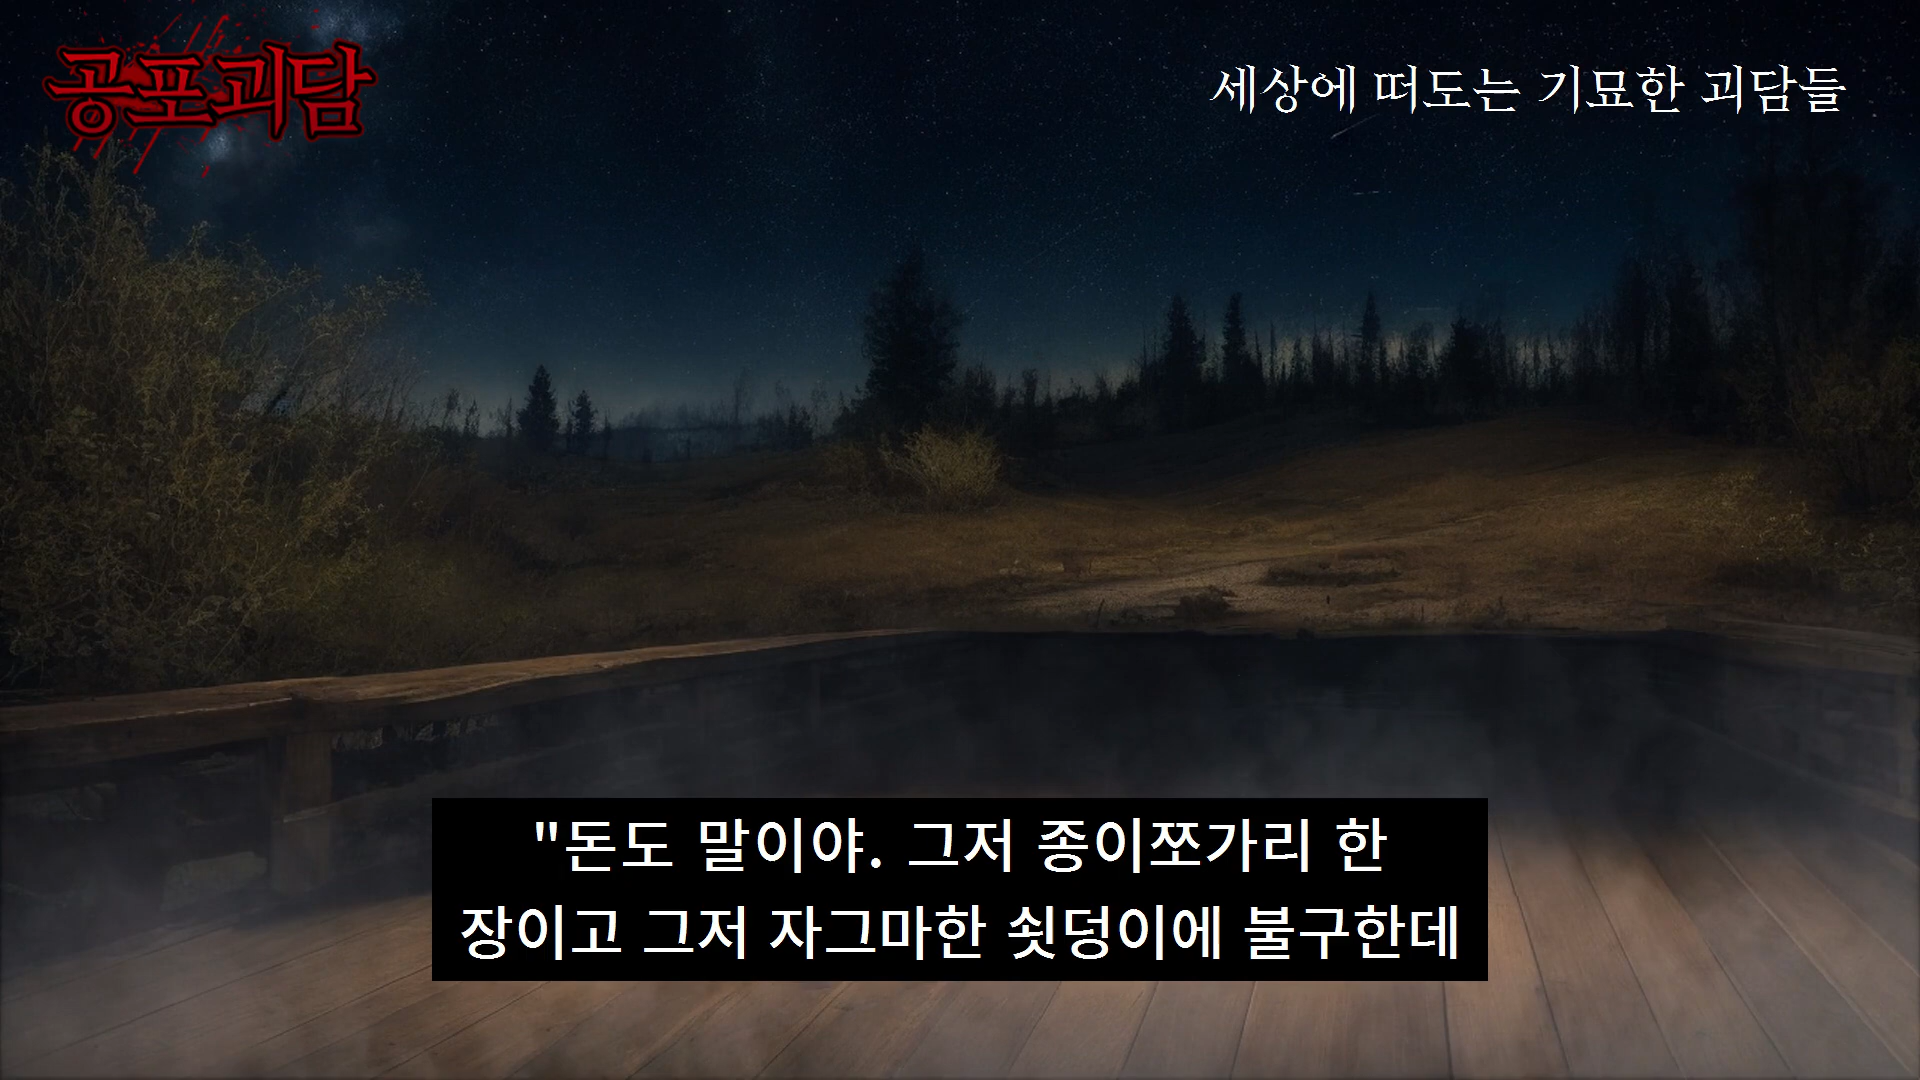 공포괴담
세상에 떠도는 기묘한 괴담들
"돈도 말이야. 그저 종이쪼가리 한
장이고 그저 자그마한 쇳덩이에 불구한데